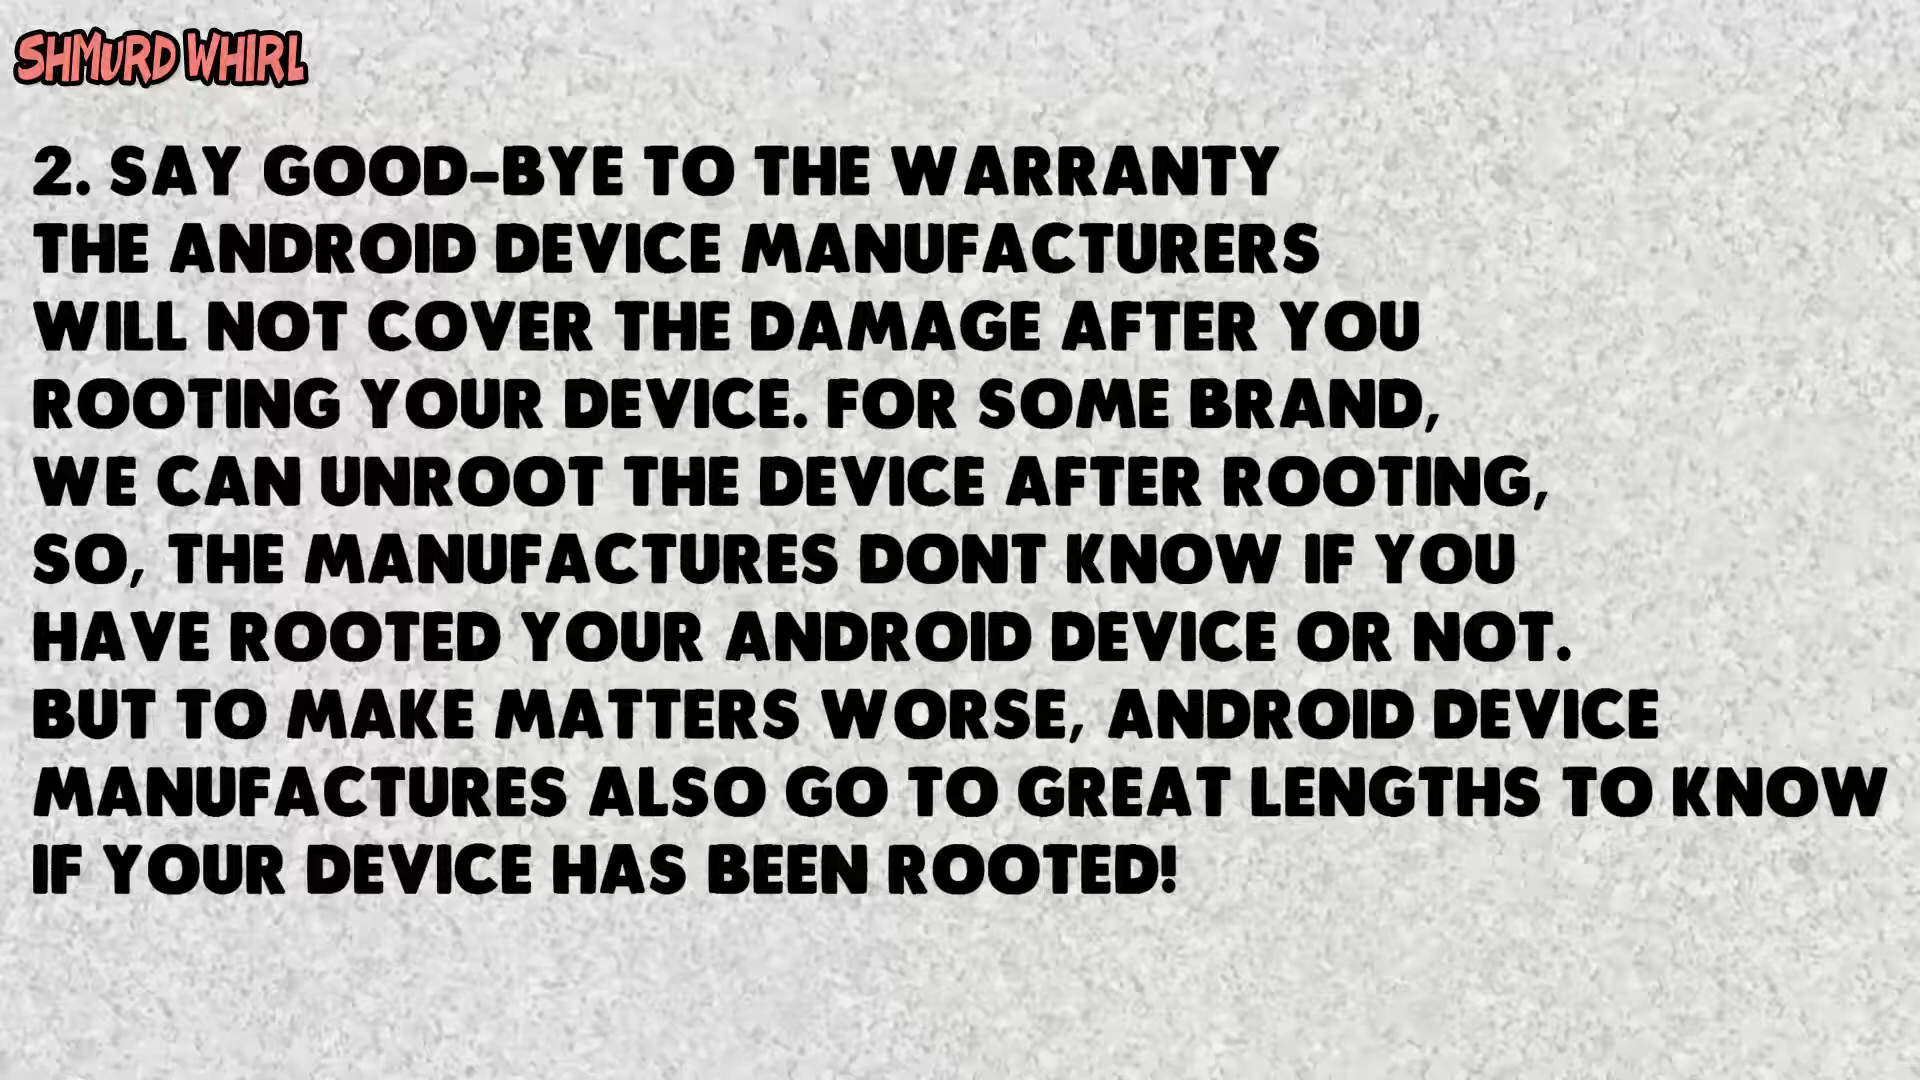 SHMURD WHIRL
2. SAY GOOD-BYE TO THE WARRANTY
THE ANDROID DEVICE MANUFACTURERS
WILL NOT COVER THE DAMAGE AFTER YOU
ROOTING YOUR DEVICE. FOR SOME BRAND,
WE CAN UNROOT THE DEVICE AFTER ROOTING,
SO, THE MANUFACTURES DONT KNOW IF YOU
HAVE ROOTED YOUR ANDROID DEVICE OR NOT.
BUT TO MAKE MATTERS WORSE, ANDROID DEVICE
MANUFACTURES ALSO GO TO GREAT LENGTHS TO KNOW
IF YOUR DEVICE HAS BEEN ROOTED!